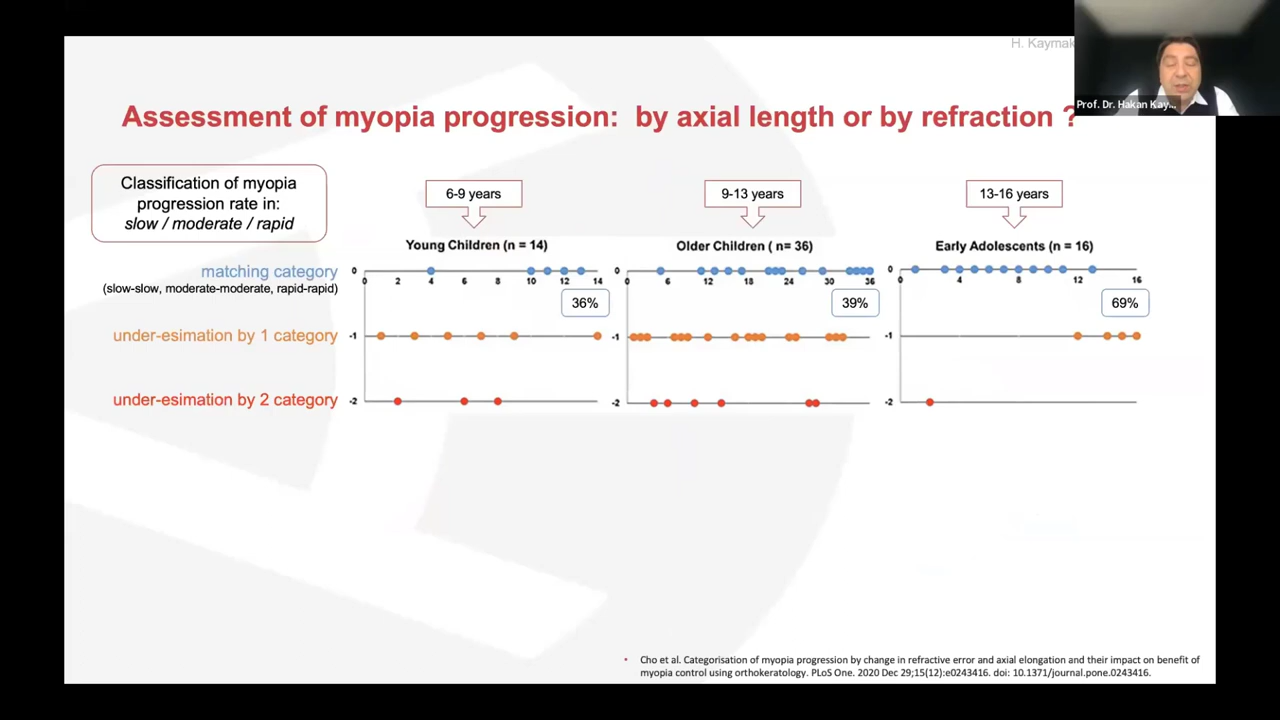 H. Kaymak
Prof. Dr. Hakan Kay...
Assessment of myopia progression: by axial length or by refraction ?
Classification of myopia
progression rate in:
slow / moderate / rapid
6-9 years
9-13 years
13-16 years
Young Children (n = 14)
Older Children ( n= 36)
Early Adolescents (n = 16)
matching category
(slow-slow, moderate-moderate, rapid-rapid)
0
0 2 4 6 8 10 12 14
36%
0
0 6 12 18 24 30 36
39%
0
0 4 8 12 16
69%
under-esimation by 1 category
-1
-1
-1
under-esimation by 2 category
-2
-2
-2
• Cho et al. Categorisation of myopia progression by change in refractive error and axial elongation and their impact on benefit of
myopia control using orthokeratology. PLoS One. 2020 Dec 29;15(12):e0243416. doi: 10.1371/journal.pone.0243416.